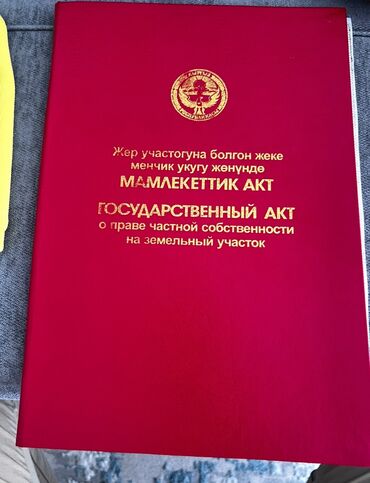 Жер участогуна болгон жеке
менчик укугу жөнүндө
МАМЛЕКЕТТИК АКТ
ГОСУДАРСТВЕННЫЙ АКТ
о праве частной собственности
на земельный участок